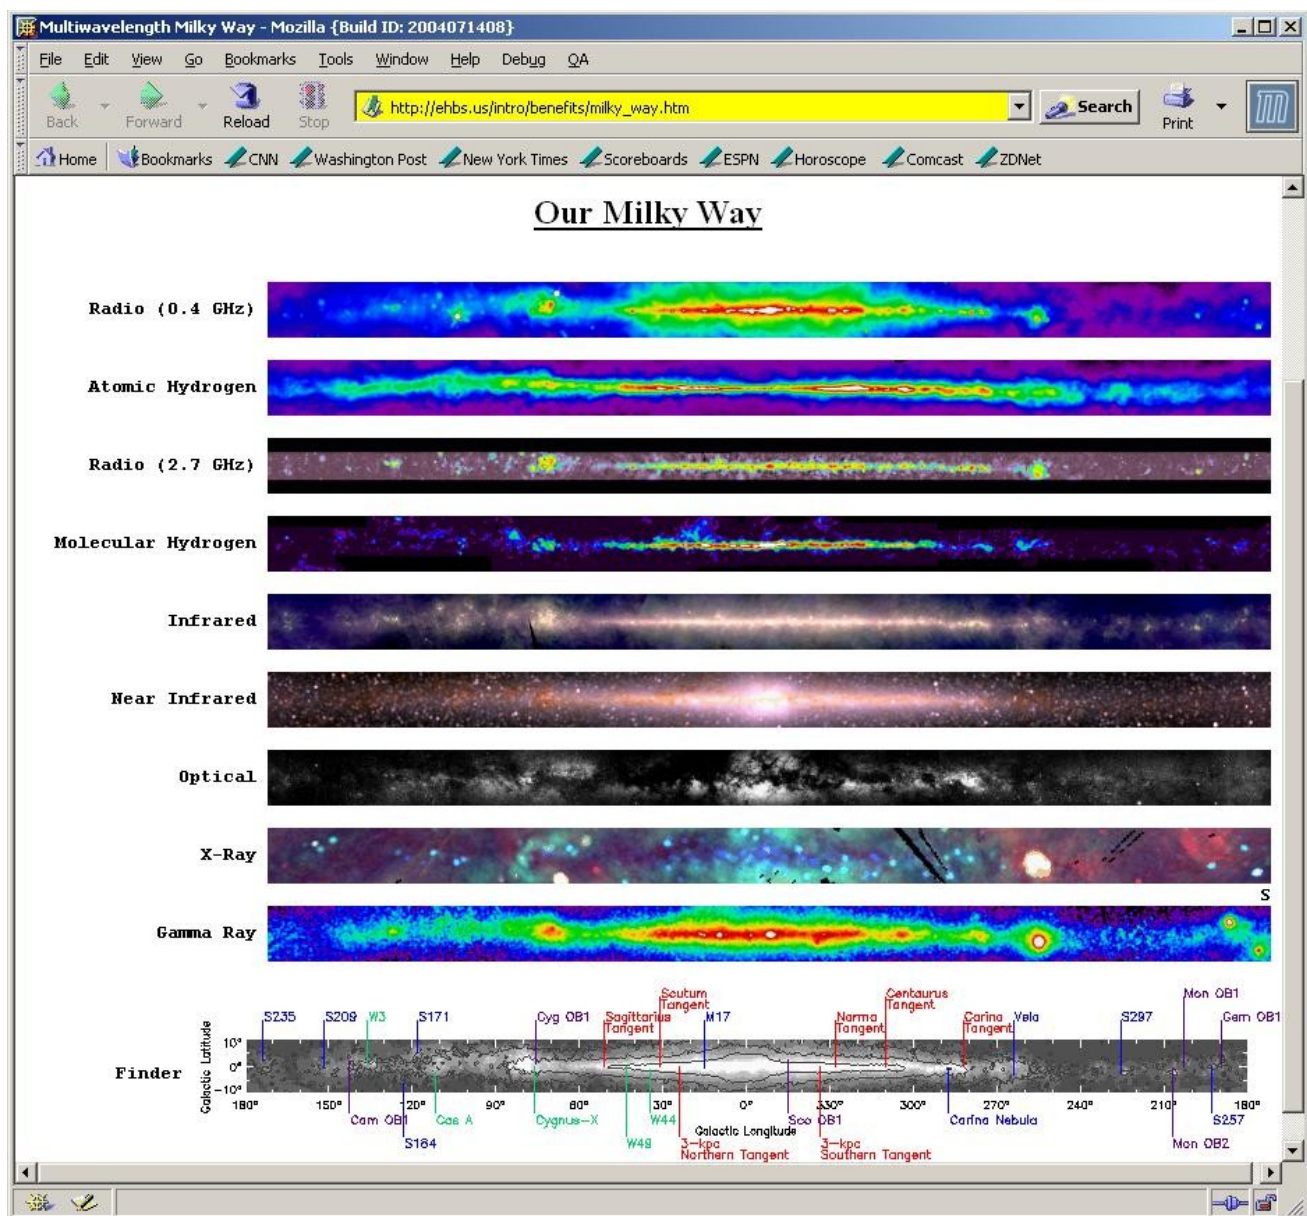 Multiwavelength Milky Way - Mozilla {Build ID: 2004071408}
File Edit View Go Bookmarks Tools Window Help Debug QA
Back Forward Reload Stop http://ehbs.us/intro/benefits/milky_way.htm Search Print
Home Bookmarks CNN Washington Post New York Times Scoreboards ESPN Horoscope Comcast ZDNet
Our Milky Way
Radio (0.4 GHz)
Atomic Hydrogen
Radio (2.7 GHz)
Molecular Hydrogen
Infrared
Near Infrared
Optical
X-Ray
S
Gamma Ray
Scutum Tangent Centaurus Tangent Mon OB1
S235 S209 W3 S171 Cyg OB1 Sagittarius Tangent M17 Norma Tangent Carina Tangent Vela S297 Gem OB1
Finder
Galactic Latitude
10°
0°
-10°
180° 150° 120° 90° 60° 30° 0° 330° 300° 270° 240° 210° 180°
Cam OB1 Cas A Cygnus-X W44 Sco OB1 Carina Nebula S257
Galactic Longitude
S184 W49 3-kpc Northern Tangent 3-kpc Southern Tangent Mon OB2